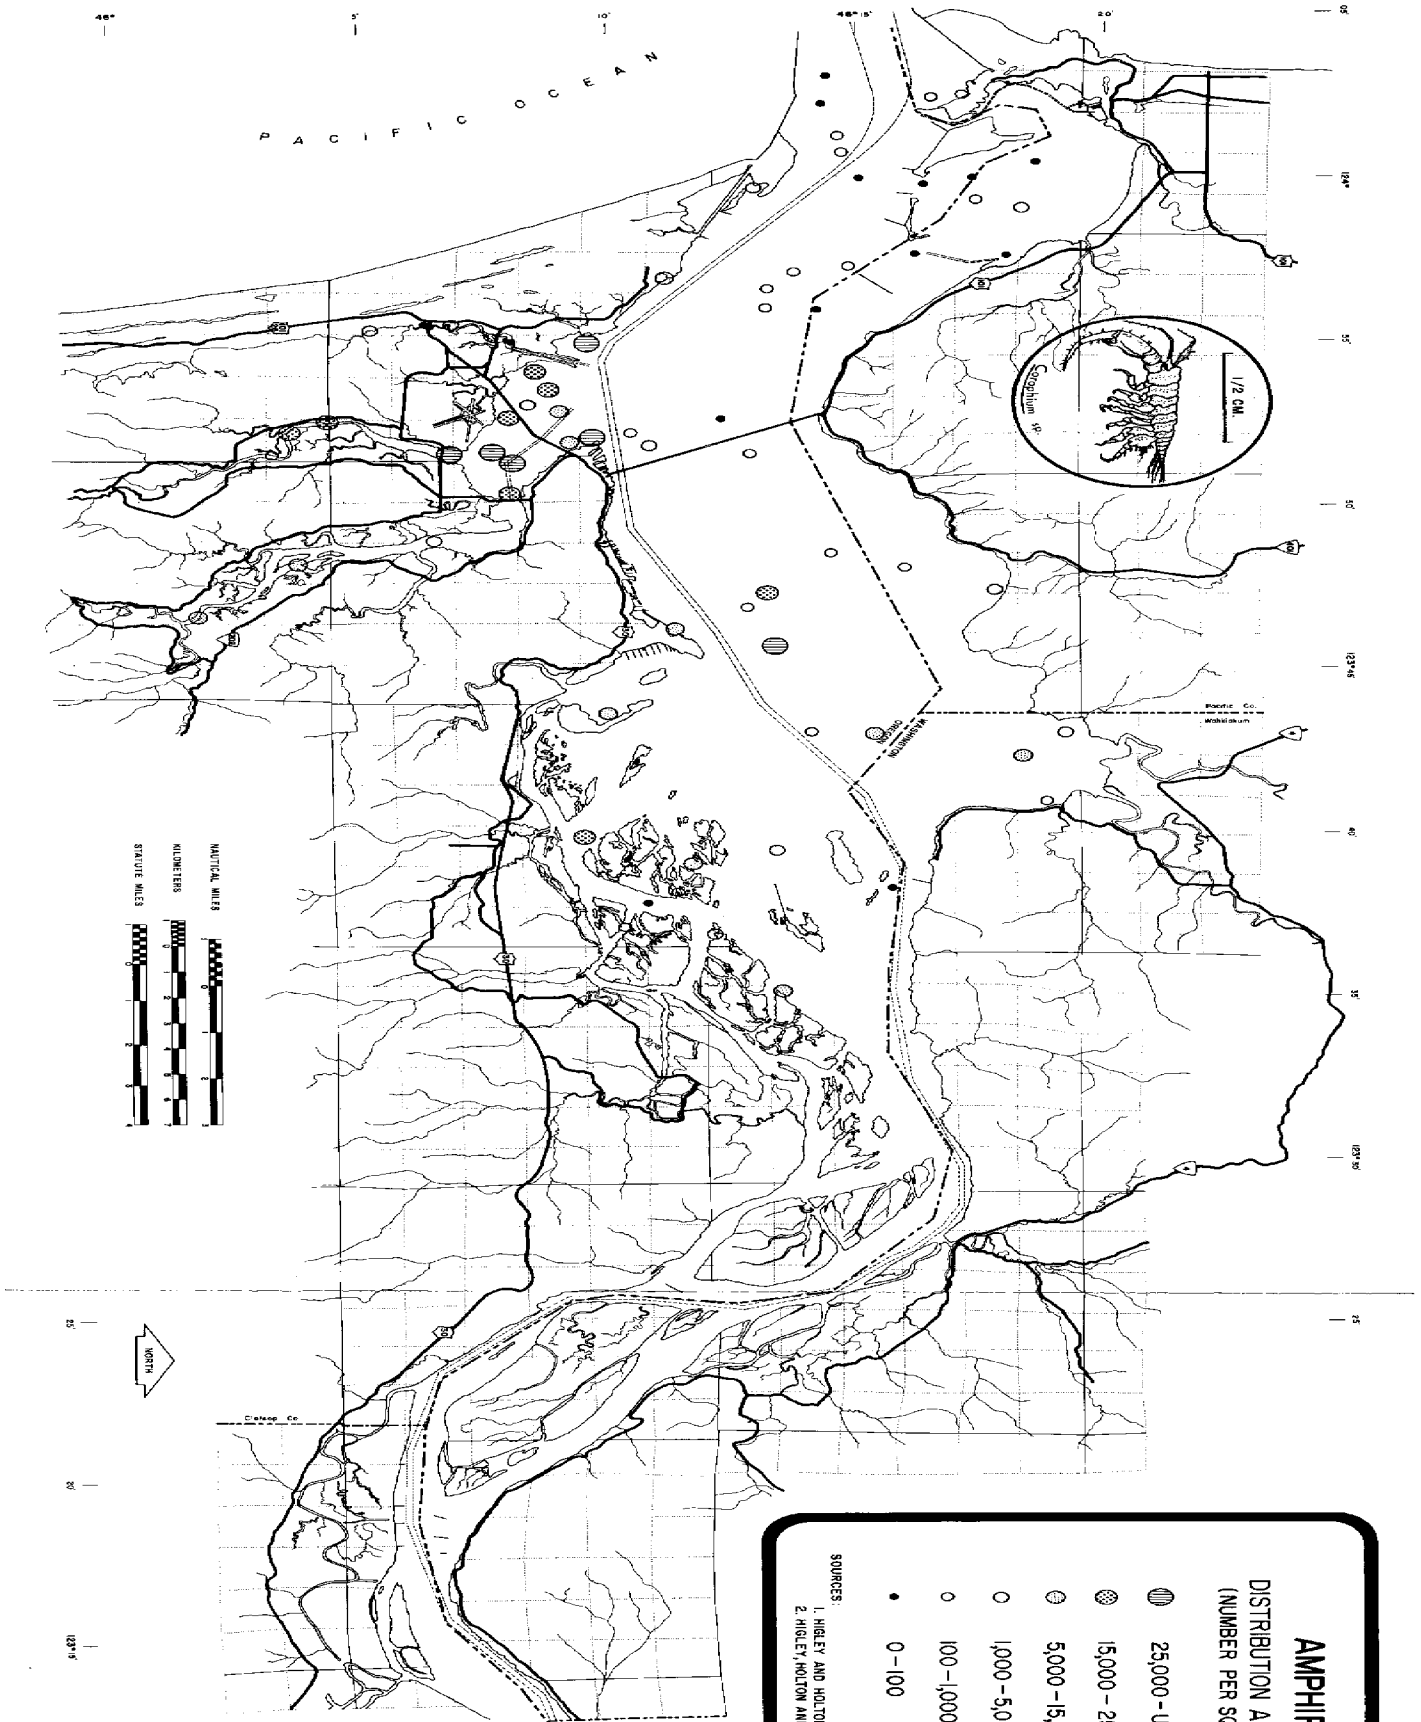 AMPHIP
DISTRIBUTION A
(NUMBER PER SQ
25,000 - U
15,000 - 2
5,000 - 15,
1,000 - 5,0
100 - 1,000
0 - 100
SOURCES:
1. HIGLEY AND HOLTO
2. HIGLEY, HOLTON AN
PACIFIC OCEAN
1/2 CM.
Corophium sp.
WASHINGTON
OREGON
Pacific Co.
Wahkiakum
Clatsop Co.
NORTH
NAUTICAL MILES
KILOMETERS
STATUTE MILES
46°
5'
10'
46° 15'
20'
05'
124°
55'
50'
123° 45'
40'
35'
123° 30'
25
25'
20'
123° 15'